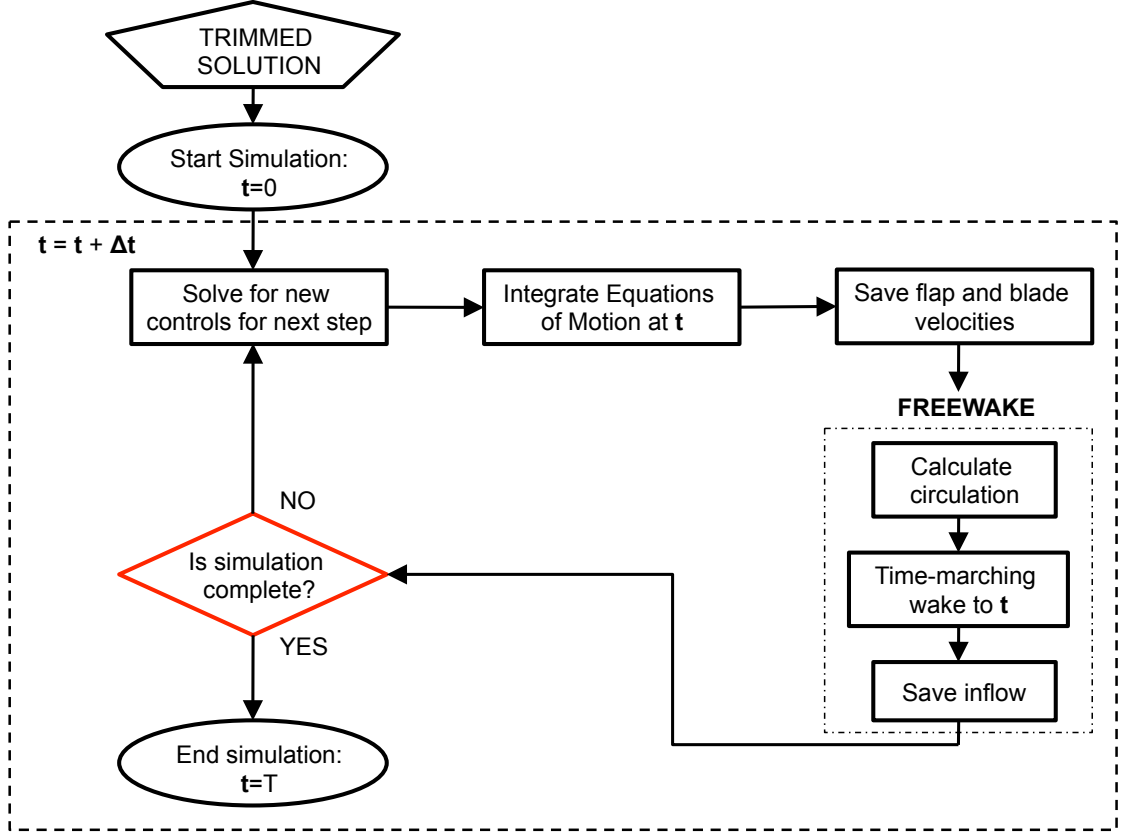 TRIMMED
SOLUTION
Start Simulation:
t=0
t = t + Δt
Solve for new
controls for next step
Integrate Equations
of Motion at t
Save flap and blade
velocities
FREEWAKE
Calculate
circulation
Time-marching
wake to t
Save inflow
NO
Is simulation
complete?
YES
End simulation:
t=T